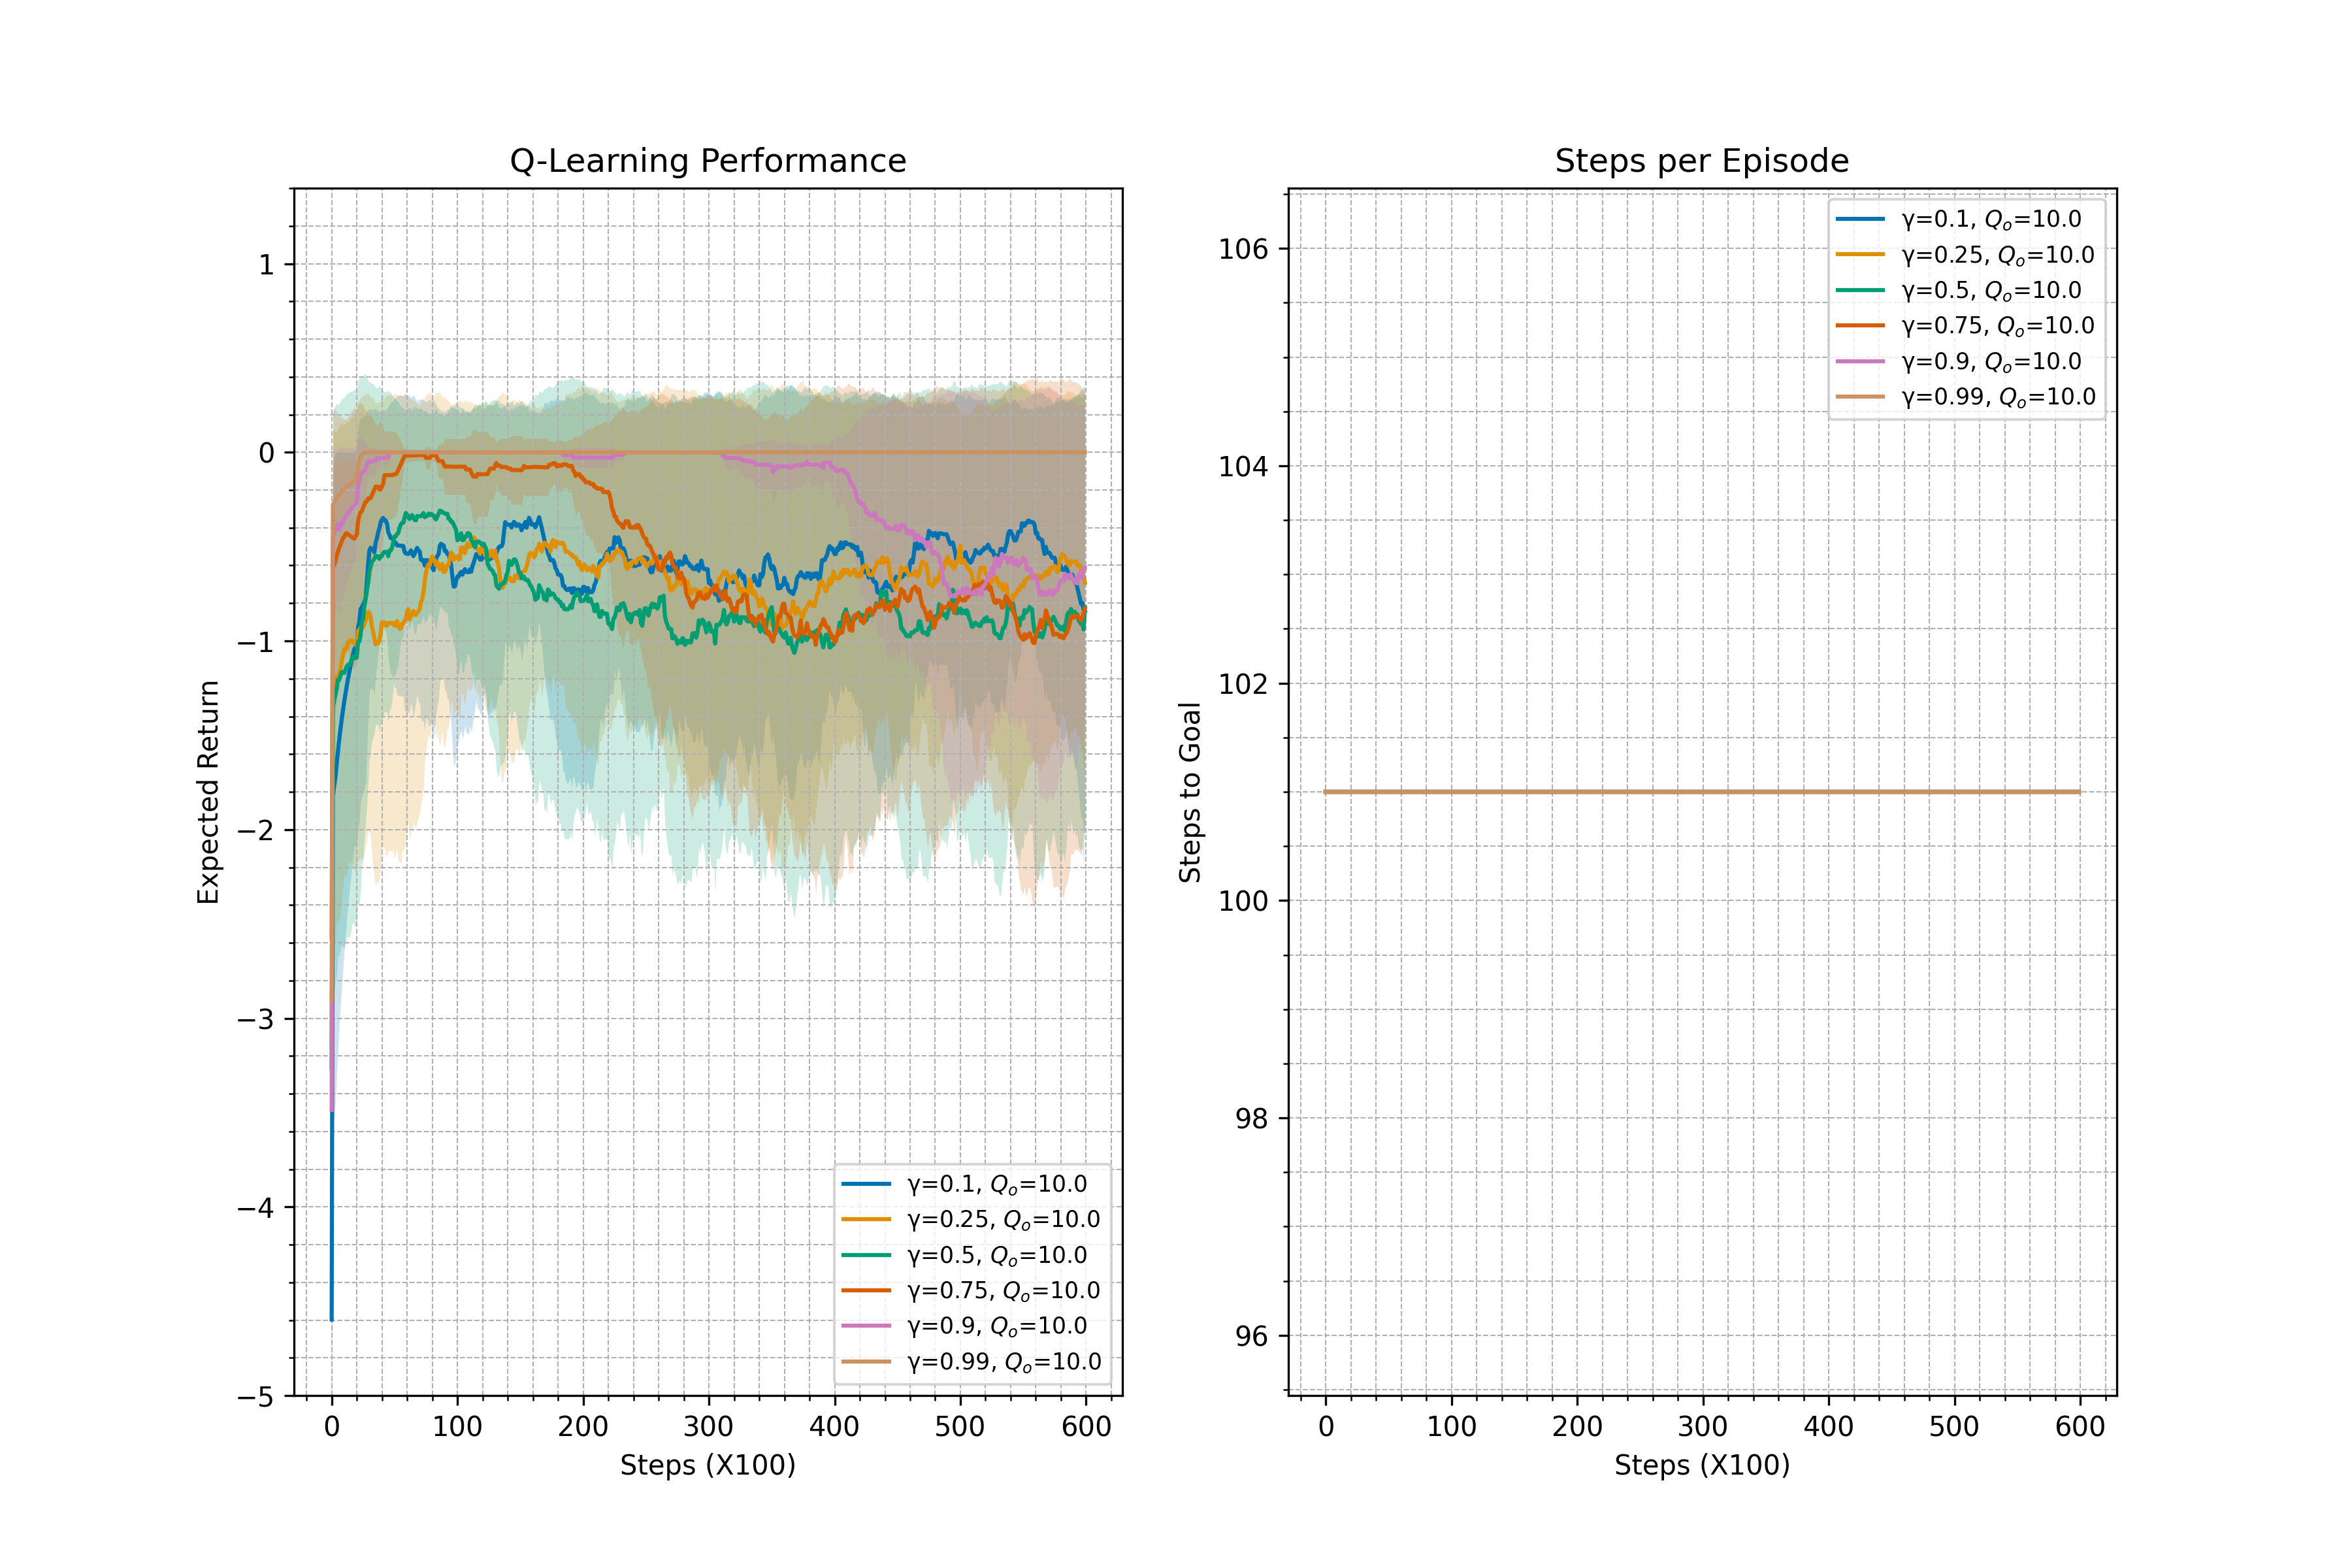 Q-Learning Performance
Expected Return
1
0
−1
−2
−3
−4
−5
0 100 200 300 400 500 600
Steps (X100)
γ=0.1, Qₒ=10.0
γ=0.25, Qₒ=10.0
γ=0.5, Qₒ=10.0
γ=0.75, Qₒ=10.0
γ=0.9, Qₒ=10.0
γ=0.99, Qₒ=10.0
Steps per Episode
Steps to Goal
106
104
102
100
98
96
0 100 200 300 400 500 600
Steps (X100)
γ=0.1, Qₒ=10.0
γ=0.25, Qₒ=10.0
γ=0.5, Qₒ=10.0
γ=0.75, Qₒ=10.0
γ=0.9, Qₒ=10.0
γ=0.99, Qₒ=10.0